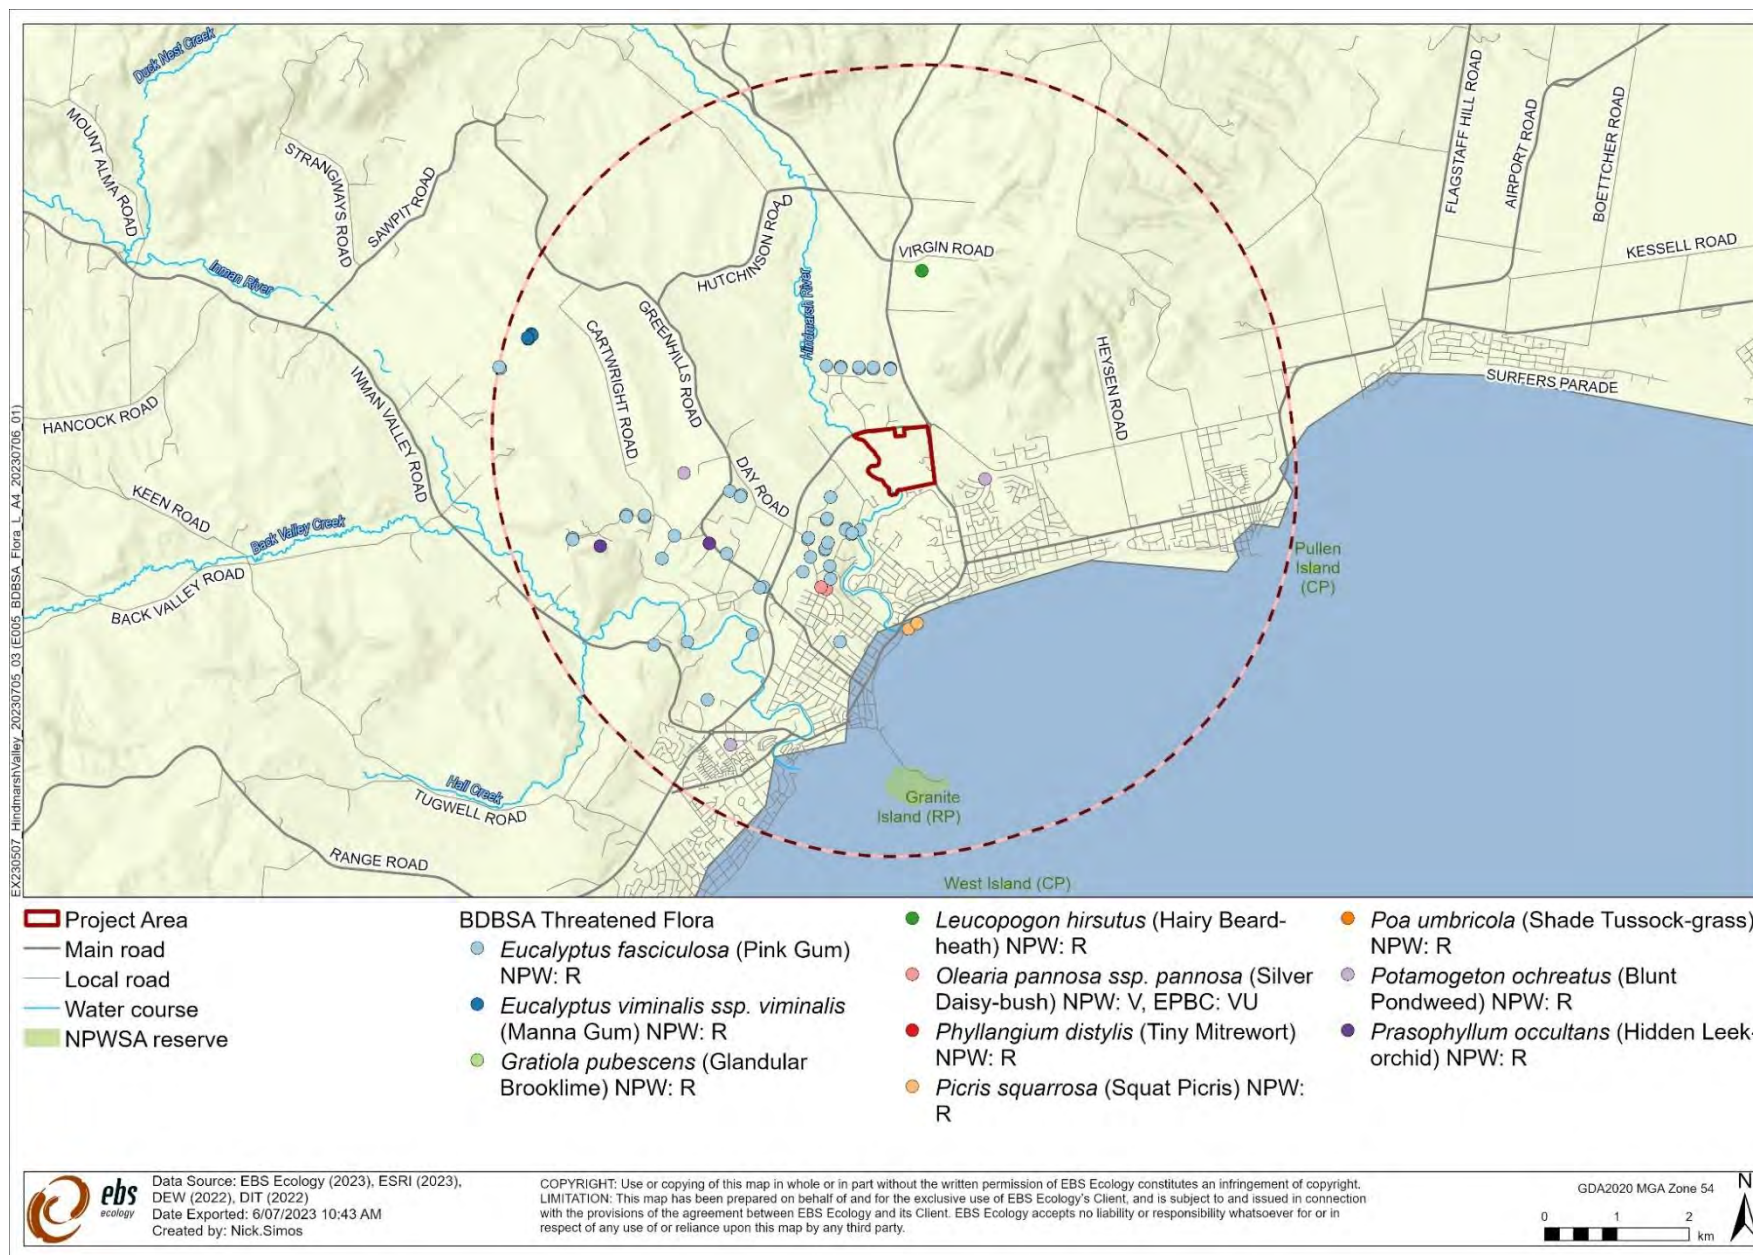 Duck Nest Creek
MOUNT ALMA ROAD
STRANGWAYS ROAD
SAWPIT ROAD
FLAGSTAFF HILL ROAD
AIRPORT ROAD
BOETTCHER ROAD
KESSELL ROAD
HUTCHINSON ROAD
VIRGIN ROAD
Inman River
Hindmarsh River
GREENHILLS ROAD
CARTWRIGHT ROAD
HEYSEN ROAD
INMAN VALLEY ROAD
SURFERS PARADE
HANCOCK ROAD
DAY ROAD
KEEN ROAD
Back Valley Creek
BACK VALLEY ROAD
Pullen
Island
(CP)
Hall Creek
TUGWELL ROAD
Granite
Island (RP)
RANGE ROAD
West Island (CP)
EX230507_HindmarshValley_20230705_03 (E005_BDBSA_Flora L_A4_20230706_01)
Project Area
Main road
Local road
Water course
NPWSA reserve
BDBSA Threatened Flora
Eucalyptus fasciculosa (Pink Gum)
NPW: R
Eucalyptus viminalis ssp. viminalis
(Manna Gum) NPW: R
Gratiola pubescens (Glandular
Brooklime) NPW: R
Leucopogon hirsutus (Hairy Beard-
heath) NPW: R
Olearia pannosa ssp. pannosa (Silver
Daisy-bush) NPW: V, EPBC: VU
Phyllangium distylis (Tiny Mitrewort)
NPW: R
Picris squarrosa (Squat Picris) NPW:
R
Poa umbricola (Shade Tussock-grass)
NPW: R
Potamogeton ochreatus (Blunt
Pondweed) NPW: R
Prasophyllum occultans (Hidden Leek-
orchid) NPW: R
ebs
ecology
Data Source: EBS Ecology (2023), ESRI (2023),
DEW (2022), DIT (2022)
Date Exported: 6/07/2023 10:43 AM
Created by: Nick.Simos
COPYRIGHT: Use or copying of this map in whole or in part without the written permission of EBS Ecology constitutes an infringement of copyright.
LIMITATION: This map has been prepared on behalf of and for the exclusive use of EBS Ecology's Client, and is subject to and issued in connection
with the provisions of the agreement between EBS Ecology and its Client. EBS Ecology accepts no liability or responsibility whatsoever for or in
respect of any use of or reliance upon this map by any third party.
GDA2020 MGA Zone 54
0 1 2
km
N